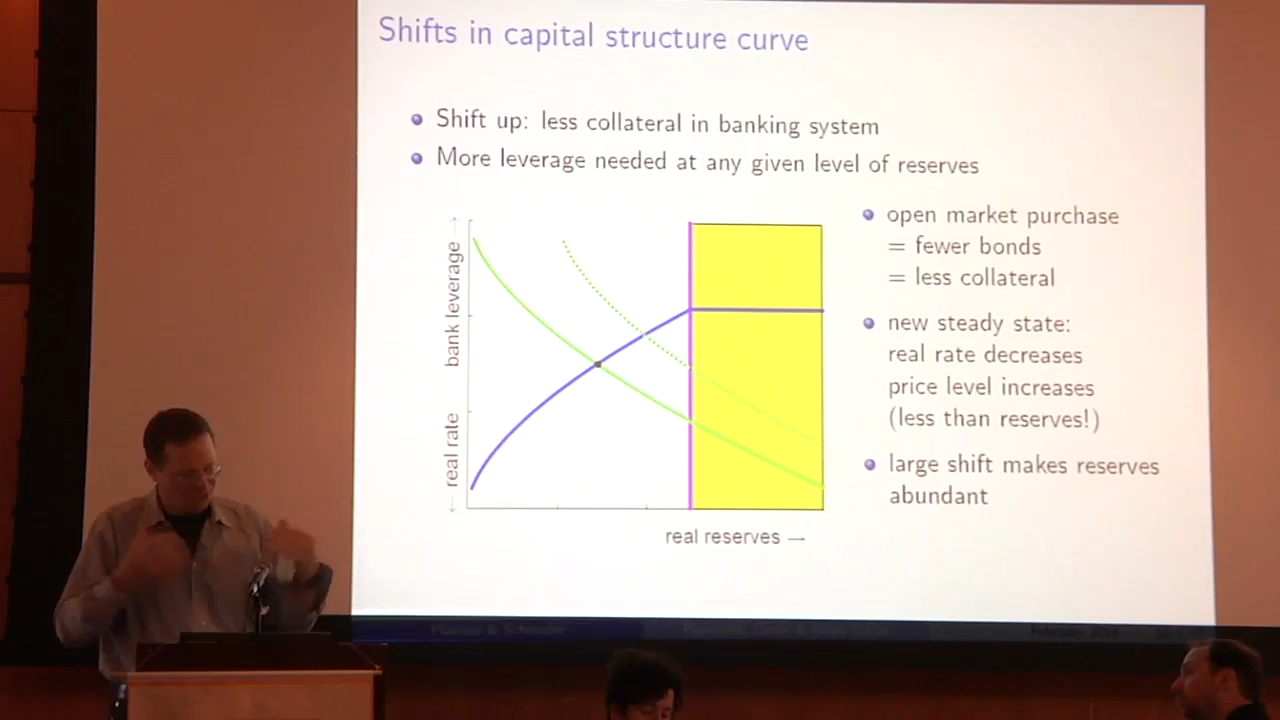 Shifts in capital structure curve
Shift up: less collateral in banking system
More leverage needed at any given level of reserves
open market purchase
= fewer bonds
= less collateral
new steady state:
real rate decreases
price level increases
(less than reserves!)
large shift makes reserves
abundant
bank leverage →
← real rate
real reserves →